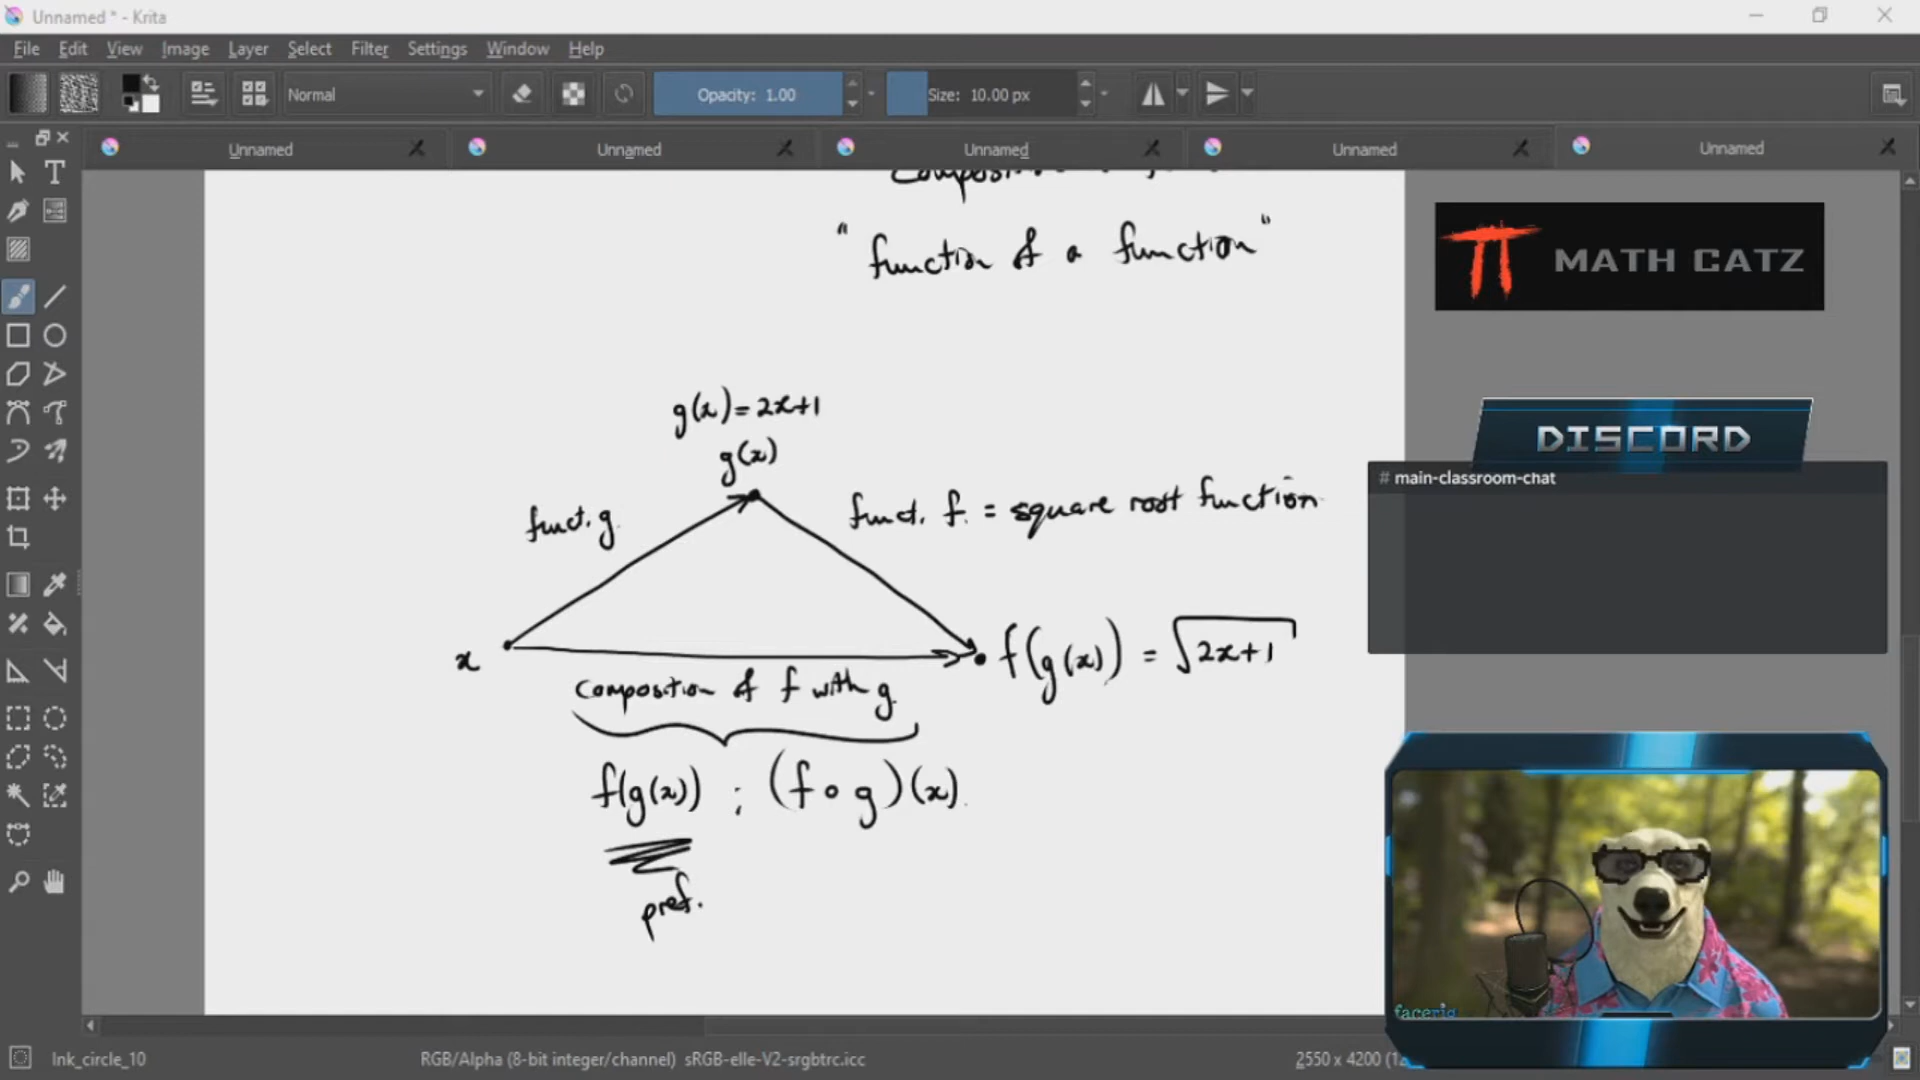 Unnamed * - Krita
File Edit View Image Layer Select Filter Settings Window Help
Normal Opacity: 1.00 Size: 10.00 px
Unnamed Unnamed Unnamed Unnamed Unnamed
" function of a function "
MATH CATZ
g(x) = 2x+1
g(x)
DISCORD
# main-classroom-chat
funct. g
funct. f. = square root function
x
f(g(x)) = √2x+1
Composition of f with g
f(g(x)) ; (f ∘ g)(x).
pref.
facerig
Ink_circle_10 RGB/Alpha (8-bit integer/channel) sRGB-elle-V2-srgbtrc.icc 2550 x 4200